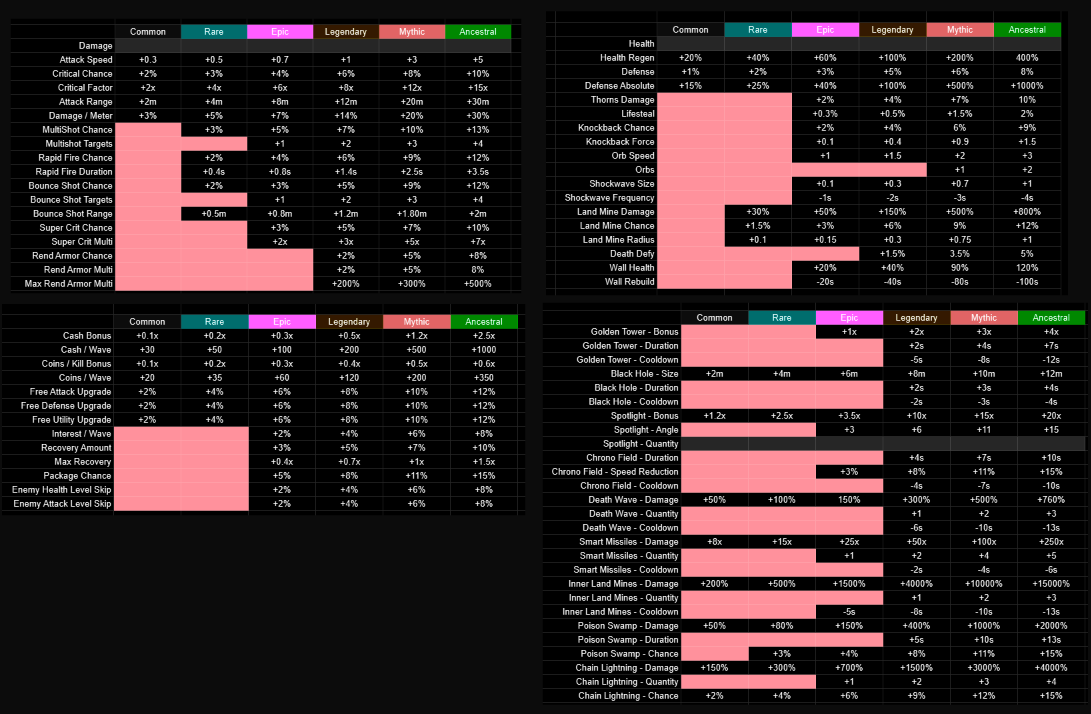 Common Rare Epic Legendary Mythic Ancestral
Damage
Attack Speed +0.3 +0.5 +0.7 +1 +3 +5
Critical Chance +2% +3% +4% +6% +8% +10%
Critical Factor +2x +4x +6x +8x +12x +15x
Attack Range +2m +4m +8m +12m +20m +30m
Damage / Meter +3% +5% +7% +14% +20% +30%
MultiShot Chance +3% +5% +7% +10% +13%
Multishot Targets +1 +2 +3 +4
Rapid Fire Chance +2% +4% +6% +9% +12%
Rapid Fire Duration +0.4s +0.8s +1.4s +2.5s +3.5s
Bounce Shot Chance +2% +3% +5% +9% +12%
Bounce Shot Targets +1 +2 +3 +4
Bounce Shot Range +0.5m +0.8m +1.2m +1.80m +2m
Super Crit Chance +3% +5% +7% +10%
Super Crit Multi +2x +3x +5x +7x
Rend Armor Chance +2% +5% +8%
Rend Armor Multi +2% +5% 8%
Max Rend Armor Multi +200% +300% +500%
Common Rare Epic Legendary Mythic Ancestral
Health
Health Regen +20% +40% +60% +100% +200% 400%
Defense +1% +2% +3% +5% +6% 8%
Defense Absolute +15% +25% +40% +100% +500% +1000%
Thorns Damage +2% +4% +7% 10%
Lifesteal +0.3% +0.5% +1.5% 2%
Knockback Chance +2% +4% 6% +9%
Knockback Force +0.1 +0.4 +0.9 +1.5
Orb Speed +1 +1.5 +2 +3
Orbs +1 +2
Shockwave Size +0.1 +0.3 +0.7 +1
Shockwave Frequency -1s -2s -3s -4s
Land Mine Damage +30% +50% +150% +500% +800%
Land Mine Chance +1.5% +3% +6% 9% +12%
Land Mine Radius +0.1 +0.15 +0.3 +0.75 +1
Death Defy +1.5% 3.5% 5%
Wall Health +20% +40% 90% 120%
Wall Rebuild -20s -40s -80s -100s
Common Rare Epic Legendary Mythic Ancestral
Cash Bonus +0.1x +0.2x +0.3x +0.5x +1.2x +2.5x
Cash / Wave +30 +50 +100 +200 +500 +1000
Coins / Kill Bonus +0.1x +0.2x +0.3x +0.4x +0.5x +0.6x
Coins / Wave +20 +35 +60 +120 +200 +350
Free Attack Upgrade +2% +4% +6% +8% +10% +12%
Free Defense Upgrade +2% +4% +6% +8% +10% +12%
Free Utility Upgrade +2% +4% +6% +8% +10% +12%
Interest / Wave +2% +4% +6% +8%
Recovery Amount +3% +5% +7% +10%
Max Recovery +0.4x +0.7x +1x +1.5x
Package Chance +5% +8% +11% +15%
Enemy Health Level Skip +2% +4% +6% +8%
Enemy Attack Level Skip +2% +4% +6% +8%
Common Rare Epic Legendary Mythic Ancestral
Golden Tower - Bonus +1x +2x +3x +4x
Golden Tower - Duration +2s +4s +7s
Golden Tower - Cooldown -5s -8s -12s
Black Hole - Size +2m +4m +6m +8m +10m +12m
Black Hole - Duration +2s +3s +4s
Black Hole - Cooldown -2s -3s -4s
Spotlight - Bonus +1.2x +2.5x +3.5x +10x +15x +20x
Spotlight - Angle +3 +6 +11 +15
Spotlight - Quantity
Chrono Field - Duration +4s +7s +10s
Chrono Field - Speed Reduction +3% +8% +11% +15%
Chrono Field - Cooldown -4s -7s -10s
Death Wave - Damage +50% +100% 150% +300% +500% +760%
Death Wave - Quantity +1 +2 +3
Death Wave - Cooldown -6s -10s -13s
Smart Missiles - Damage +8x +15x +25x +50x +100x +250x
Smart Missiles - Quantity +1 +2 +4 +5
Smart Missiles - Cooldown -2s -4s -6s
Inner Land Mines - Damage +200% +500% +1500% +4000% +10000% +15000%
Inner Land Mines - Quantity +1 +2 +3
Inner Land Mines - Cooldown -5s -8s -10s -13s
Poison Swamp - Damage +50% +80% +150% +400% +1000% +2000%
Poison Swamp - Duration +5s +10s +13s
Poison Swamp - Chance +3% +4% +8% +11% +15%
Chain Lightning - Damage +150% +300% +700% +1500% +3000% +4000%
Chain Lightning - Quantity +1 +2 +3 +4
Chain Lightning - Chance +2% +4% +6% +9% +12% +15%